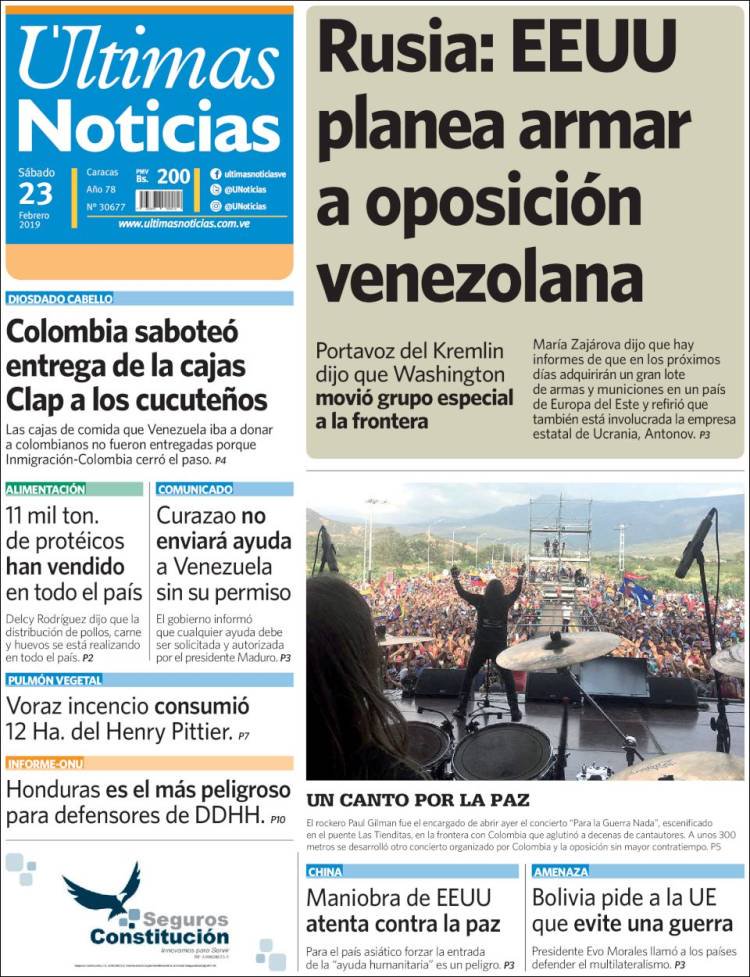 Últimas
Noticias
Sábado
23
Febrero
2019
Caracas
Año 78
N° 30677
PMV
Bs. 200
ultimasnoticiasve
@UNoticias
@UNoticias
www.ultimasnoticias.com.ve
Rusia: EEUU
planea armar
a oposición
venezolana
Portavoz del Kremlin
dijo que Washington
movió grupo especial
a la frontera
María Zajárova dijo que hay
informes de que en los próximos
días adquirirán un gran lote
de armas y municiones en un país
de Europa del Este y refirió que
también está involucrada la empresa
estatal de Ucrania, Antonov. P3
DIOSDADO CABELLO
Colombia saboteó
entrega de la cajas
Clap a los cucuteños
Las cajas de comida que Venezuela iba a donar
a colombianos no fueron entregadas porque
Inmigración-Colombia cerró el paso. P4
ALIMENTACIÓN
11 mil ton.
de protéicos
han vendido
en todo el país
Delcy Rodríguez dijo que la
distribución de pollos, carne
y huevos se está realizando
en todo el país. P2
COMUNICADO
Curazao no
enviará ayuda
a Venezuela
sin su permiso
El gobierno informó
que cualquier ayuda debe
ser solicitada y autorizada
por el presidente Maduro. P3
PULMÓN VEGETAL
Voraz incencio consumió
12 Ha. del Henry Pittier. P7
INFORME-ONU
Honduras es el más peligroso
para defensores de DDHH. P10
Seguros
Constitución
Innovamos para Servir
UN CANTO POR LA PAZ
El rockero Paul Gilman fue el encargado de abrir ayer el concierto “Para la Guerra Nada”, escenificado
en el puente Las Tienditas, en la frontera con Colombia que aglutinó a decenas de cantautores. A unos 300
metros se desarrolló otro concierto organizado por Colombia y la oposición sin mayor contratiempo. P5
CHINA
Maniobra de EEUU
atenta contra la paz
Para el país asiático forzar la entrada
de la “ayuda humanitaria” es un peligro. P3
AMENAZA
Bolivia pide a la UE
que evite una guerra
Presidente Evo Morales llamó a los países
defender el multilateralismo. P3